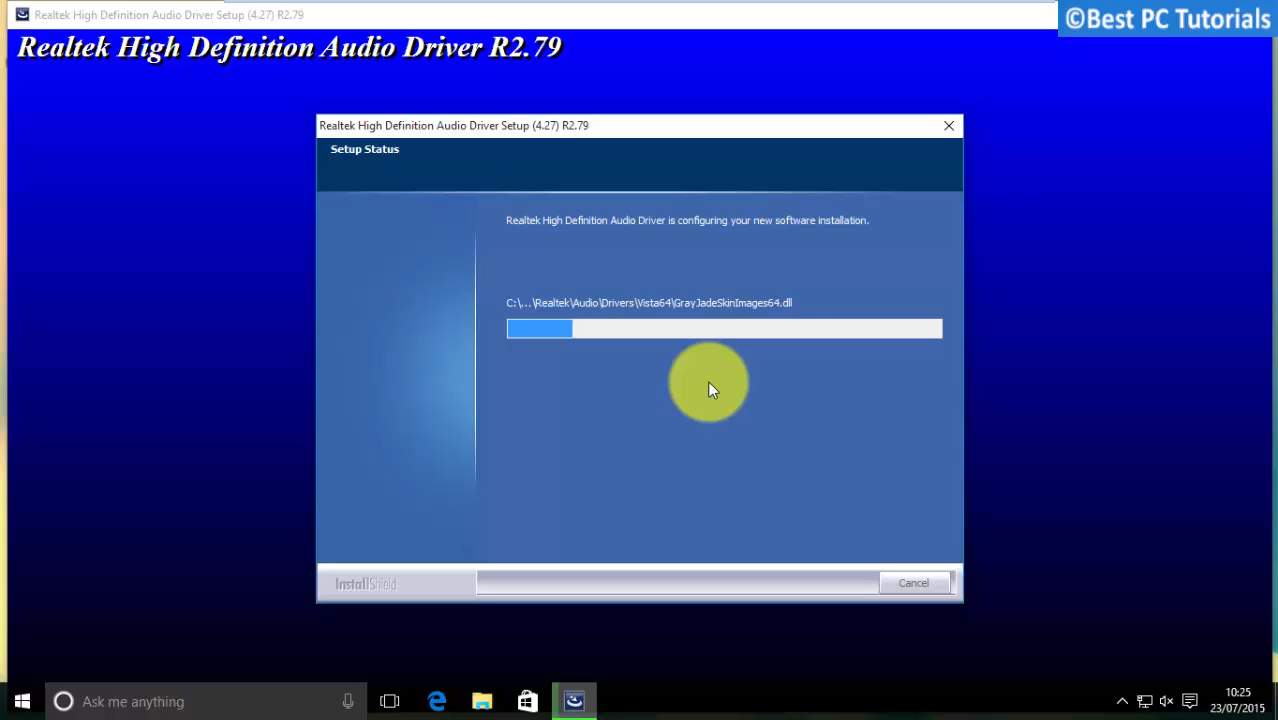 Realtek High Definition Audio Driver Setup (4.27) R2.79
©Best PC Tutorials
Realtek High Definition Audio Driver R2.79
Realtek High Definition Audio Driver Setup (4.27) R2.79
Setup Status
Realtek High Definition Audio Driver is configuring your new software installation.
C:\...\Realtek\Audio\Drivers\Vista64\GrayJadeSkinImages64.dll
InstallShield
Cancel
Ask me anything
10:25
23/07/2015